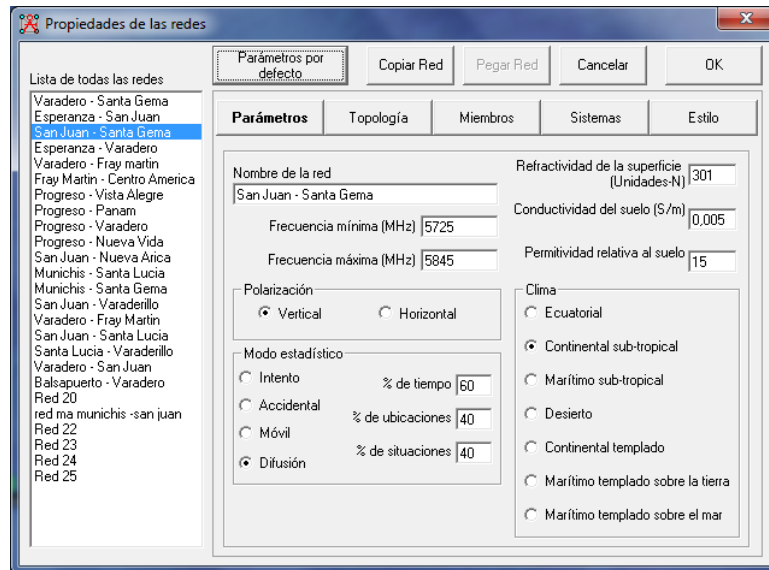 Propiedades de las redes
Parámetros por defecto
Copiar Red
Pegar Red
Cancelar
OK
Lista de todas las redes
Varadero - Santa Gema
Esperanza - San Juan
San Juan - Santa Gema
Esperanza - Varadero
Varadero - Fray martin
Fray Martin - Centro America
Progreso - Vista Alegre
Progreso - Panam
Progreso - Varadero
Progreso - Nueva Vida
San Juan - Nueva Arica
Munichis - Santa Lucia
Munichis - Santa Gema
San Juan - Varaderillo
Varadero - Fray Martin
San Juan - Santa Lucia
Santa Lucia - Varaderillo
Varadero - San Juan
Balsapuerto - Varadero
Red 20
red ma munichis -san juan
Red 22
Red 23
Red 24
Red 25
Parámetros
Topología
Miembros
Sistemas
Estilo
Nombre de la red
San Juan - Santa Gema
Frecuencia mínima (MHz) 5725
Frecuencia máxima (MHz) 5845
Refractividad de la superficie
(Unidades-N) 301
Conductividad del suelo (S/m) 0,005
Permitividad relativa al suelo 15
Polarización
Vertical
Horizontal
Modo estadístico
Intento
Accidental
Móvil
Difusión
% de tiempo 60
% de ubicaciones 40
% de situaciones 40
Clima
Ecuatorial
Continental sub-tropical
Marítimo sub-tropical
Desierto
Continental templado
Marítimo templado sobre la tierra
Marítimo templado sobre el mar